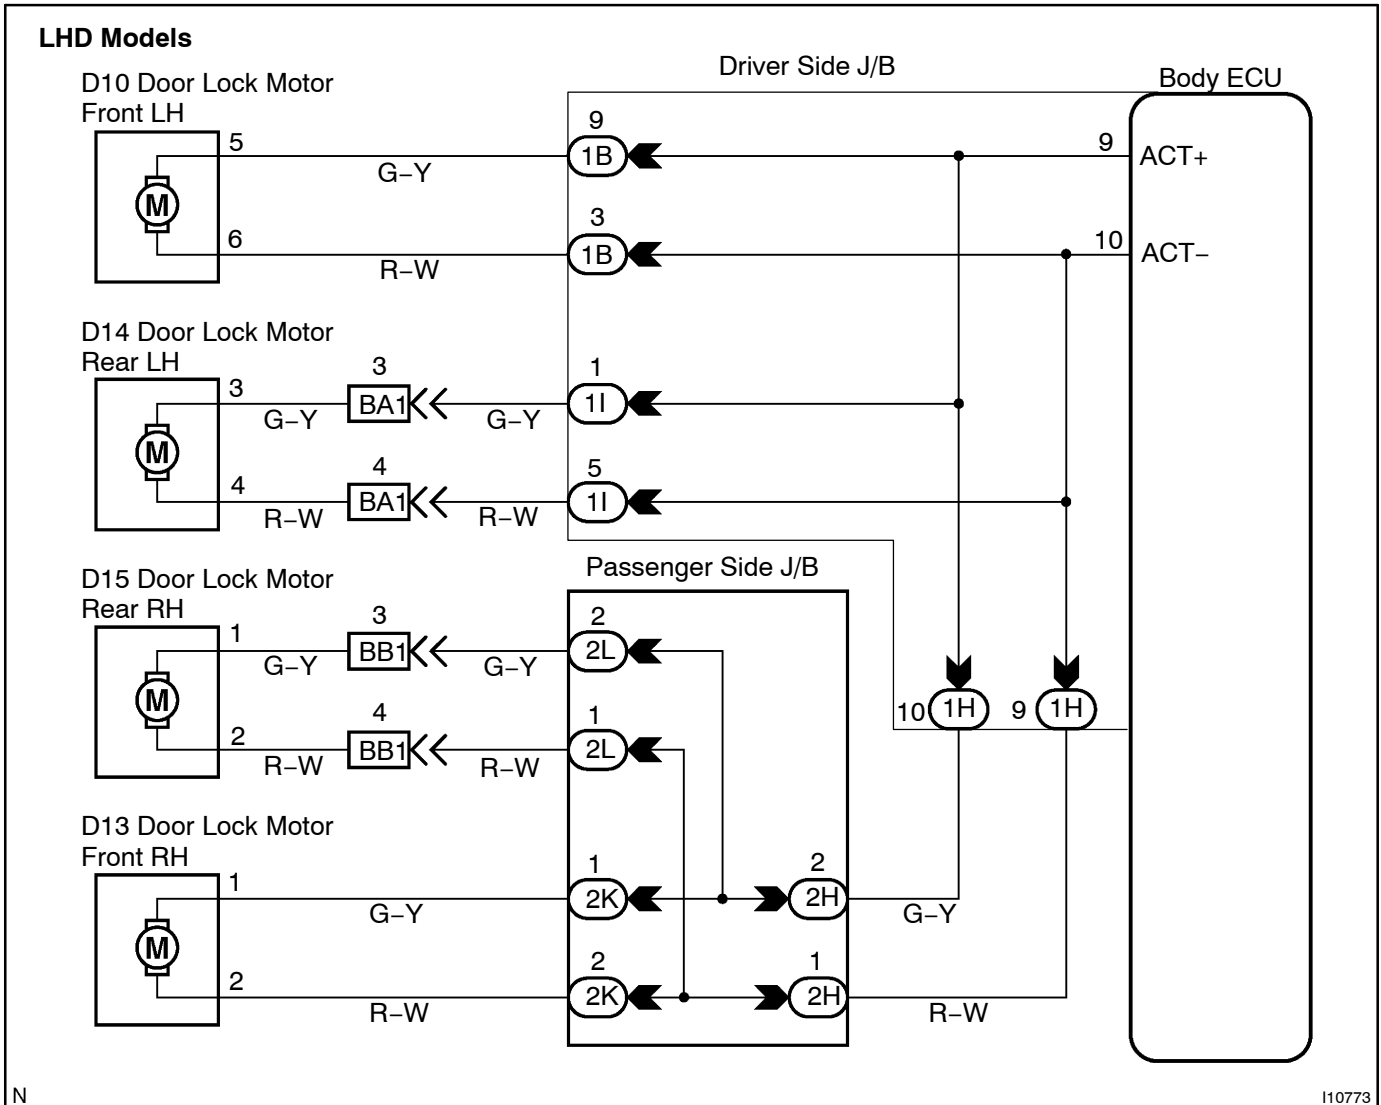 LHD Models
Driver Side J/B
Body ECU
D10 Door Lock Motor
Front LH
M
5
G−Y
9
1B
9
ACT+
6
R−W
3
1B
10
ACT−
D14 Door Lock Motor
Rear LH
M
3
G−Y
3
BA1
G−Y
1
1I
4
R−W
4
BA1
R−W
5
1I
Passenger Side J/B
D15 Door Lock Motor
Rear RH
M
1
G−Y
3
BB1
G−Y
2
2L
2
R−W
4
BB1
R−W
1
2L
10
1H
9
1H
D13 Door Lock Motor
Front RH
M
1
G−Y
1
2K
2
2H
G−Y
2
R−W
2
2K
1
2H
R−W
N
I10773